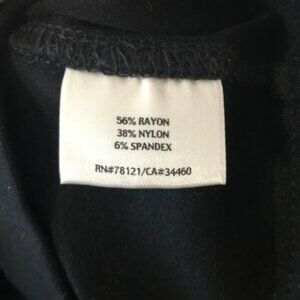 56% RAYON
38% NYLON
6% SPANDEX
RN#78121/CA#34460